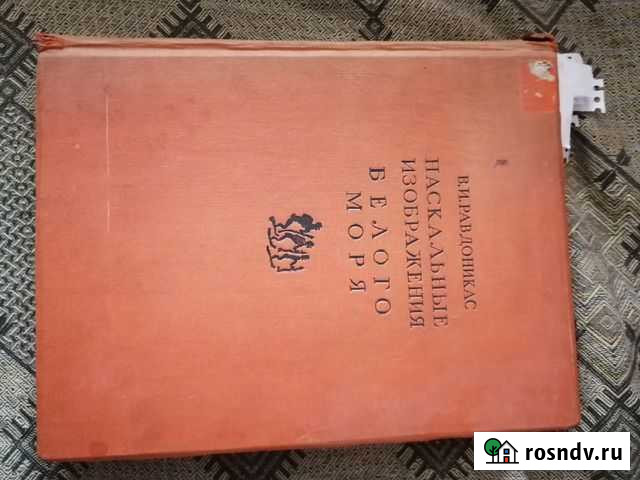 В.И.РАВДОНИКАС
НАСКАЛЬНЫЕ
ИЗОБРАЖЕНИЯ
БЕЛОГО
МОРЯ
rosndv.ru